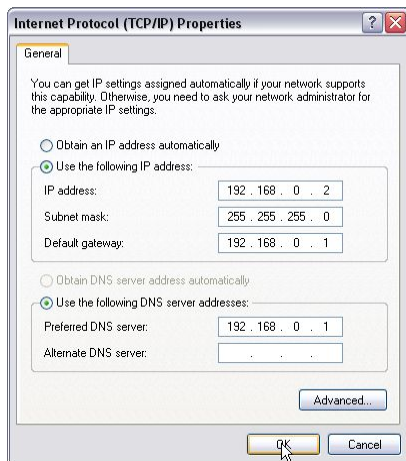 Internet Protocol (TCP/IP) Properties
General
You can get IP settings assigned automatically if your network supports
this capability. Otherwise, you need to ask your network administrator for
the appropriate IP settings.
Obtain an IP address automatically
Use the following IP address:
IP address: 192 . 168 . 0 . 2
Subnet mask: 255 . 255 . 255 . 0
Default gateway: 192 . 168 . 0 . 1
Obtain DNS server address automatically
Use the following DNS server addresses:
Preferred DNS server: 192 . 168 . 0 . 1
Alternate DNS server: . . .
Advanced...
OK Cancel